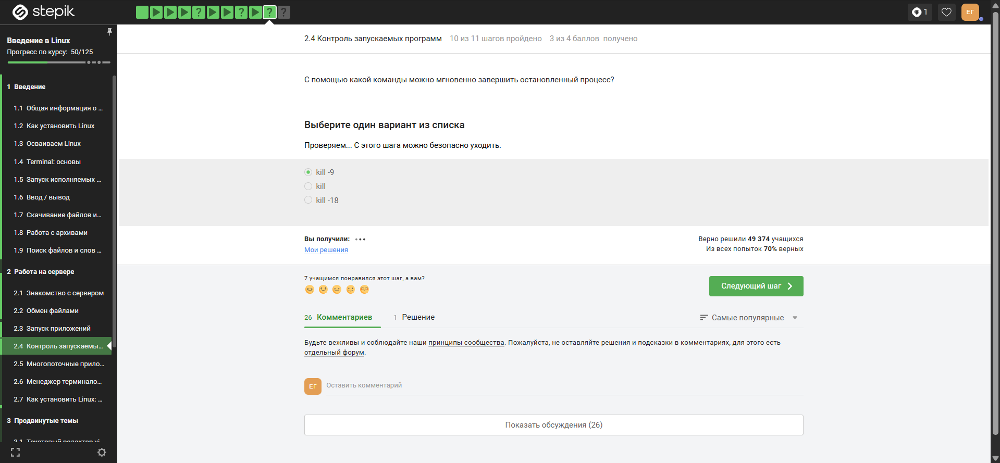 stepik
? ? ? ?
1
ЕГ
Введение в Linux
Прогресс по курсу: 50/125
1 Введение
1.1 Общая информация о ...
1.2 Как установить Linux
1.3 Осваиваем Linux
1.4 Terminal: основы
1.5 Запуск исполняемых ...
1.6 Ввод / вывод
1.7 Скачивание файлов и...
1.8 Работа с архивами
1.9 Поиск файлов и слов ...
2 Работа на сервере
2.1 Знакомство с сервером
2.2 Обмен файлами
2.3 Запуск приложений
2.4 Контроль запускаемы...
2.5 Многопоточные прило...
2.6 Менеджер терминало...
2.7 Как установить Linux: ...
3 Продвинутые темы
3.1 Текстовый редактор vi
2.4 Контроль запускаемых программ 10 из 11 шагов пройдено 3 из 4 баллов получено
С помощью какой команды можно мгновенно завершить остановленный процесс?
Выберите один вариант из списка
Проверяем... С этого шага можно безопасно уходить.
kill -9
kill
kill -18
Вы получили:
Мои решения
Верно решили 49 374 учащихся
Из всех попыток 70% верных
7 учащимся понравился этот шаг, а вам?
Следующий шаг
26 Комментариев 1 Решение
Самые популярные
Будьте вежливы и соблюдайте наши принципы сообщества. Пожалуйста, не оставляйте решения и подсказки в комментариях, для этого есть
отдельный форум.
ЕГ Оставить комментарий
Показать обсуждения (26)